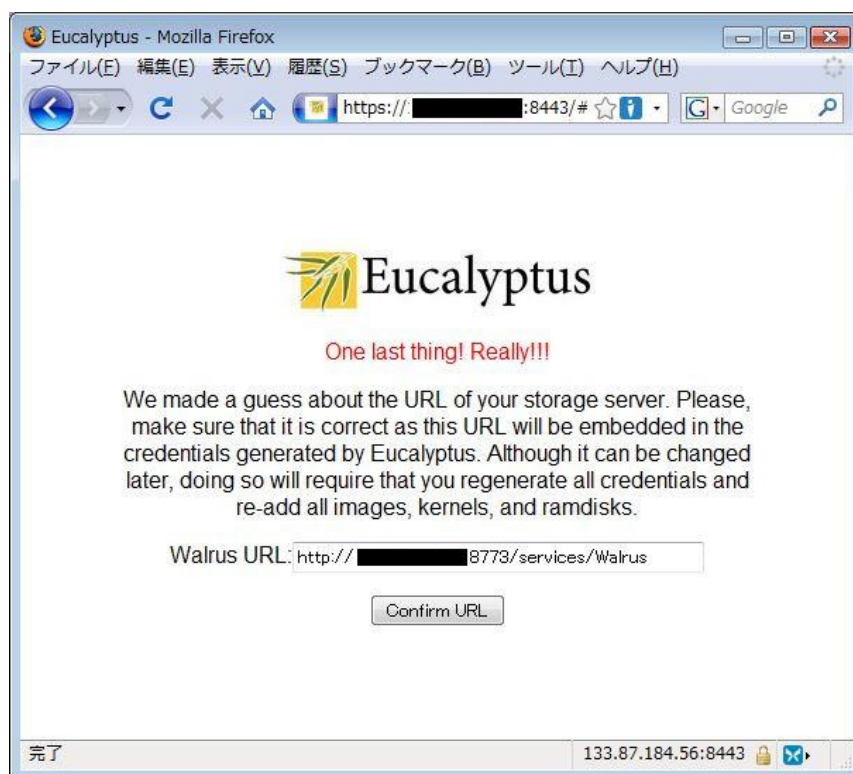 Eucalyptus - Mozilla Firefox
ファイル(F) 編集(E) 表示(V) 履歴(S) ブックマーク(B) ツール(T) ヘルプ(H)
https:// :8443/# G Google
Eucalyptus
One last thing! Really!!!
We made a guess about the URL of your storage server. Please,
make sure that it is correct as this URL will be embedded in the
credentials generated by Eucalyptus. Although it can be changed
later, doing so will require that you regenerate all credentials and
re-add all images, kernels, and ramdisks.
Walrus URL: http:// 8773/services/Walrus
Confirm URL
完了 133.87.184.56:8443